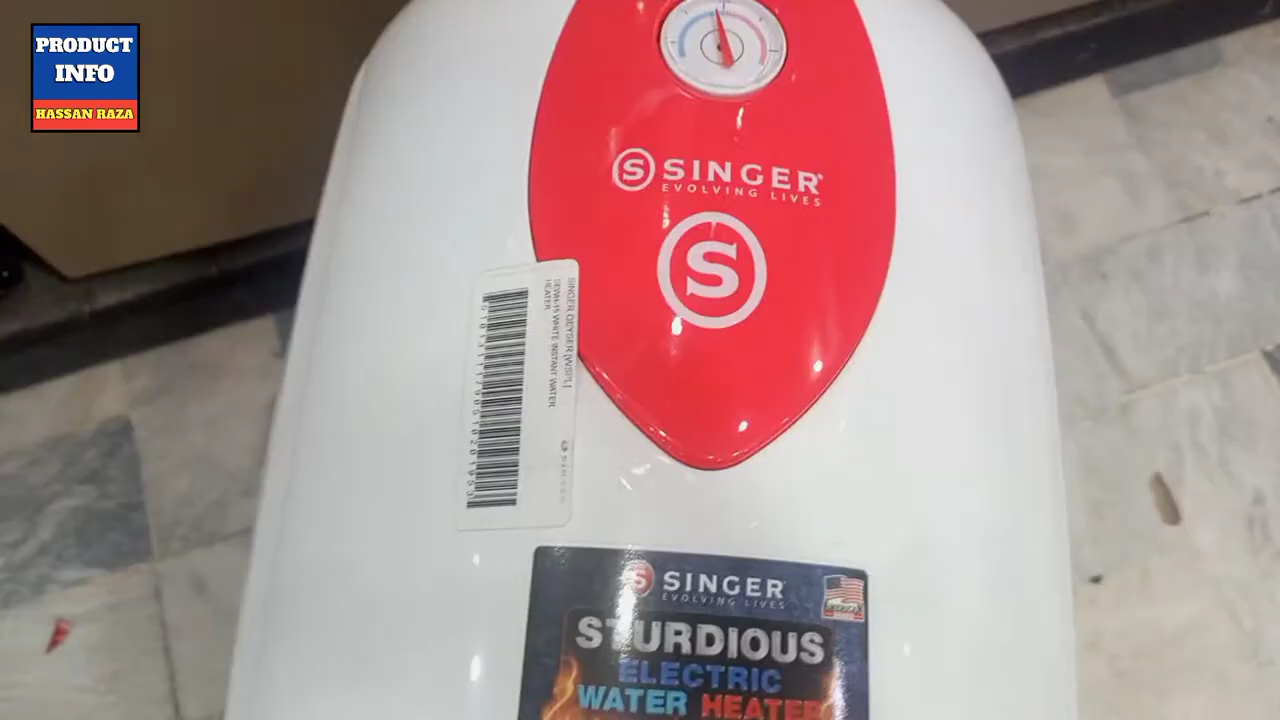 PRODUCT
INFO
HASSAN RAZA
S SINGER
EVOLVING LIVES
S
SINGER GEYSER [WSPL]
WHITE INSTANT WATER
HEATER
S SINGER
EVOLVING LIVES
STURDIOUS
ELECTRIC
WATER HEATER